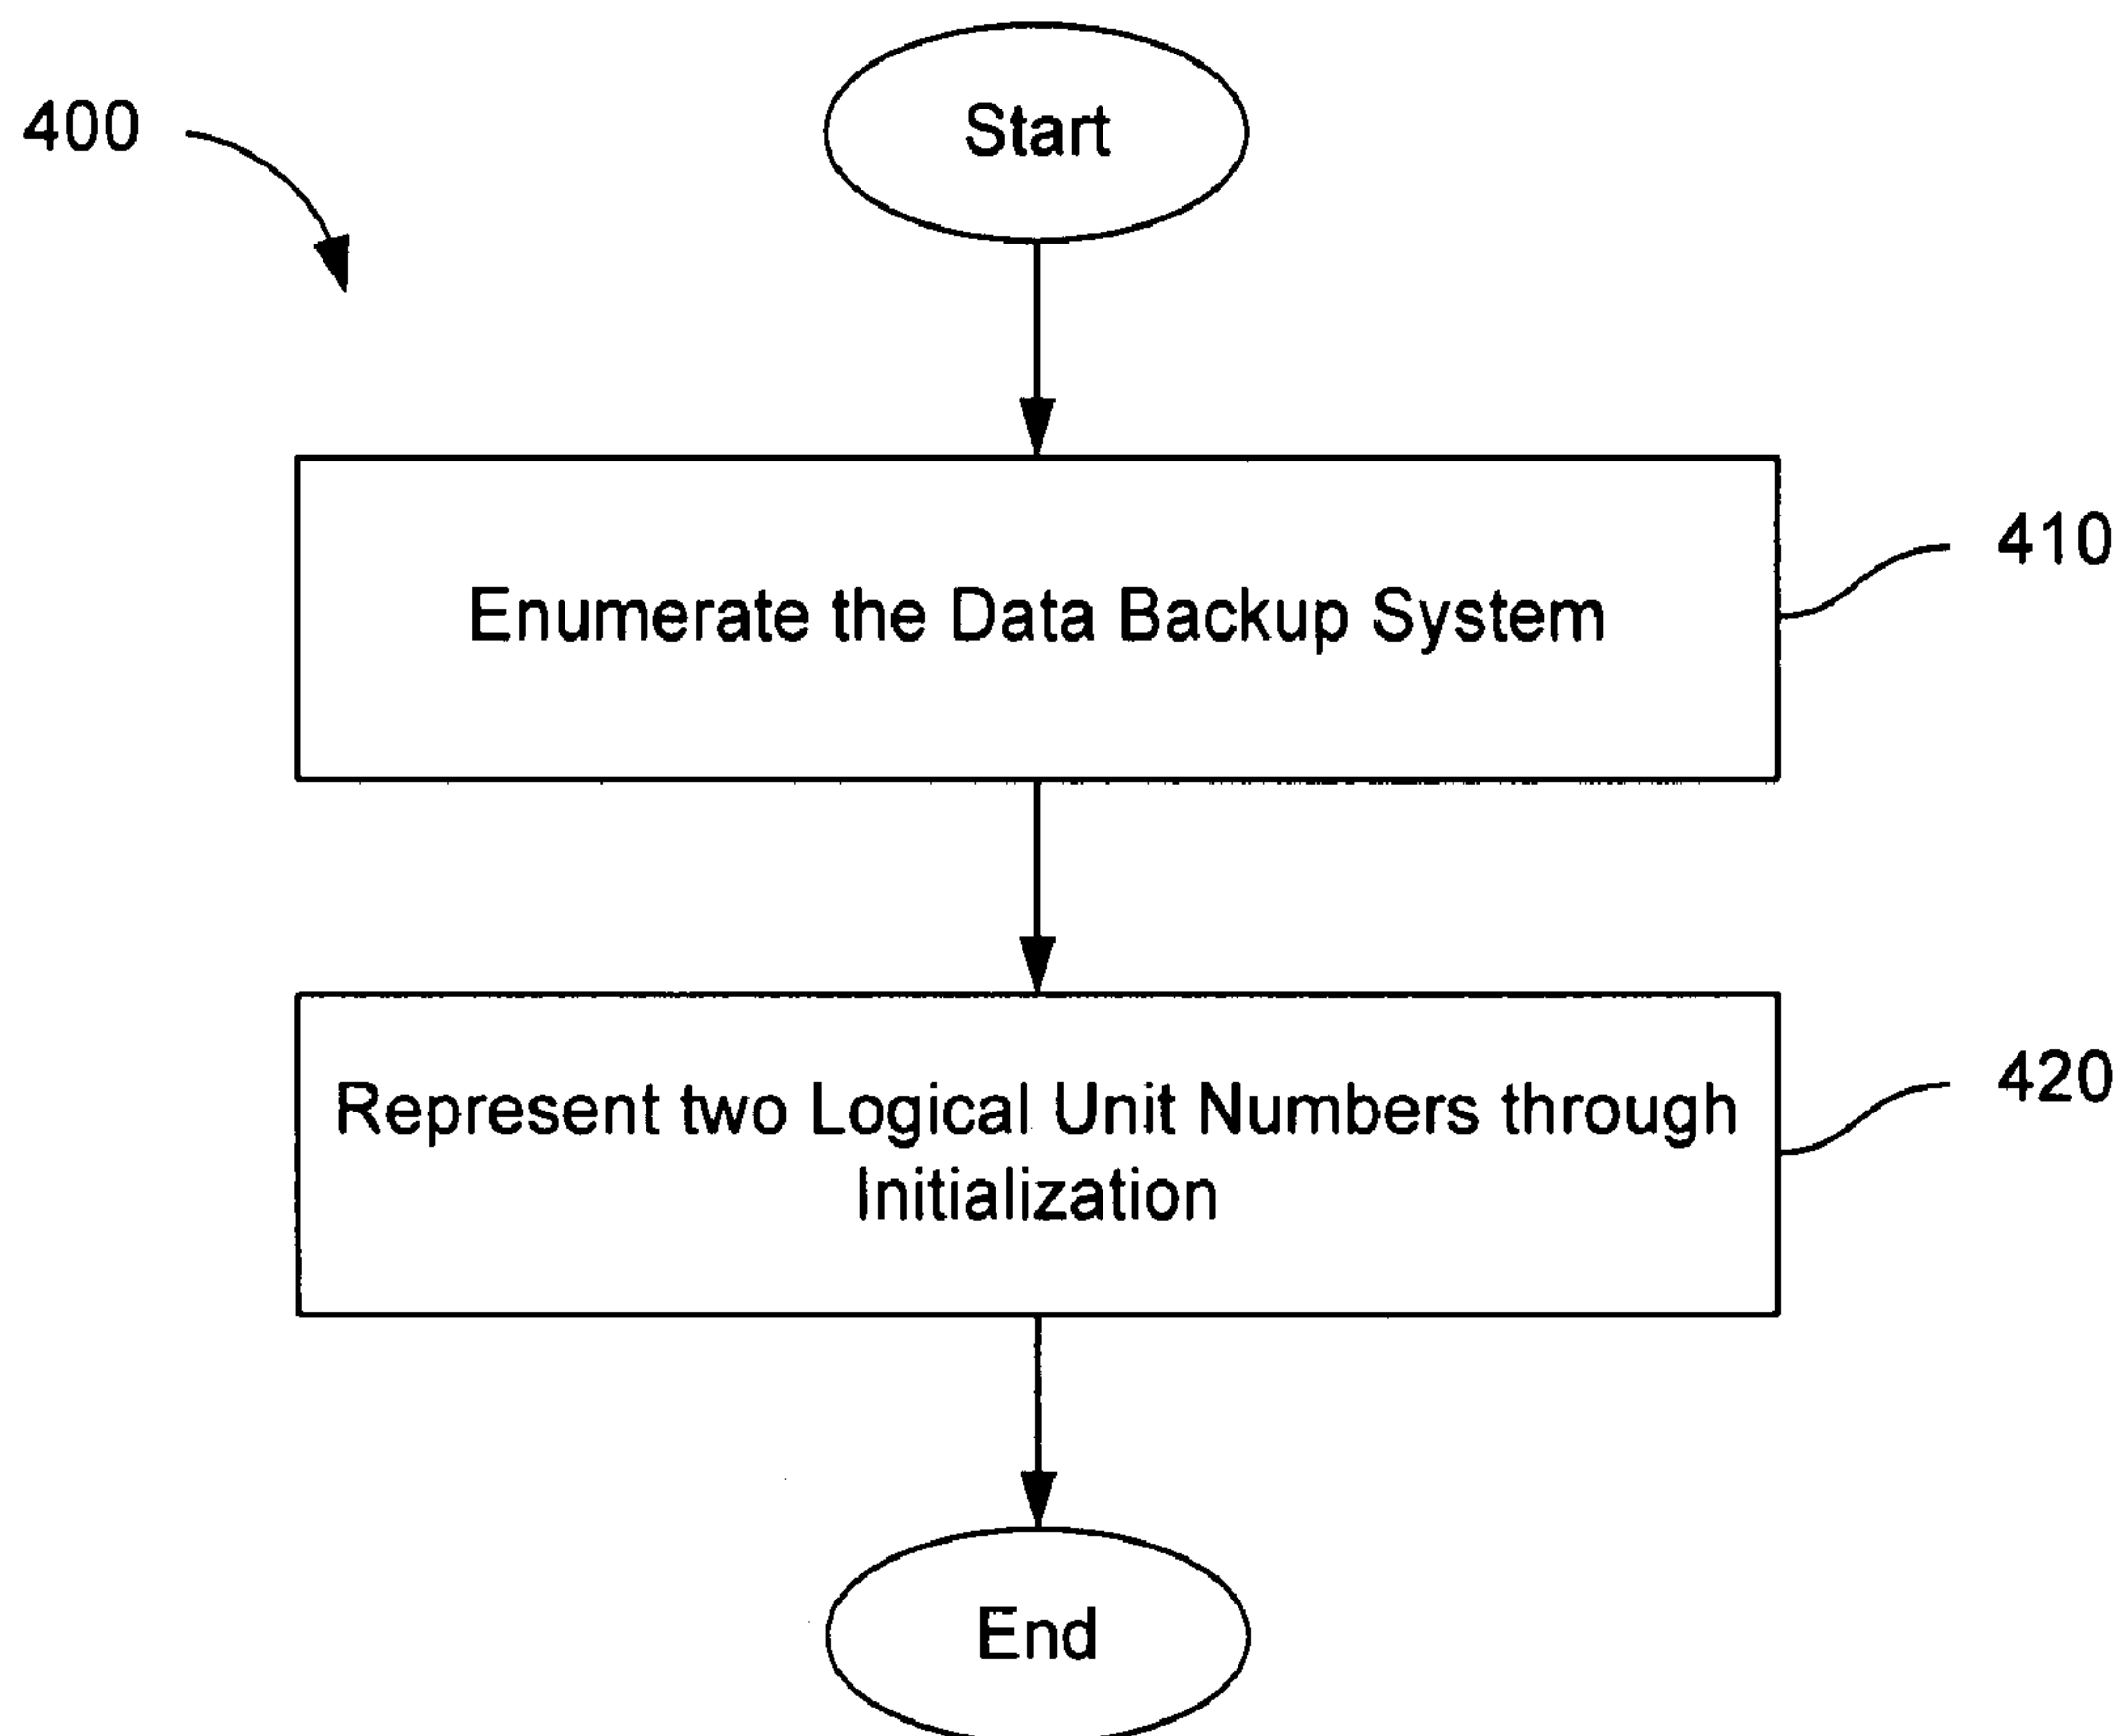 400
Start
Enumerate the Data Backup System
410
Represent two Logical Unit Numbers through
Initialization
420
End